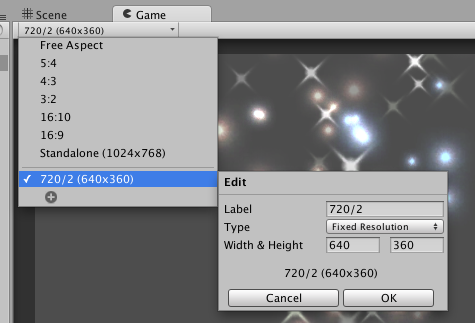 Scene
Game
720/2 (640x360)
Free Aspect
5:4
4:3
3:2
16:10
16:9
Standalone (1024x768)
720/2 (640x360)
Edit
Label 720/2
Type Fixed Resolution
Width & Height 640 360
720/2 (640x360)
Cancel OK